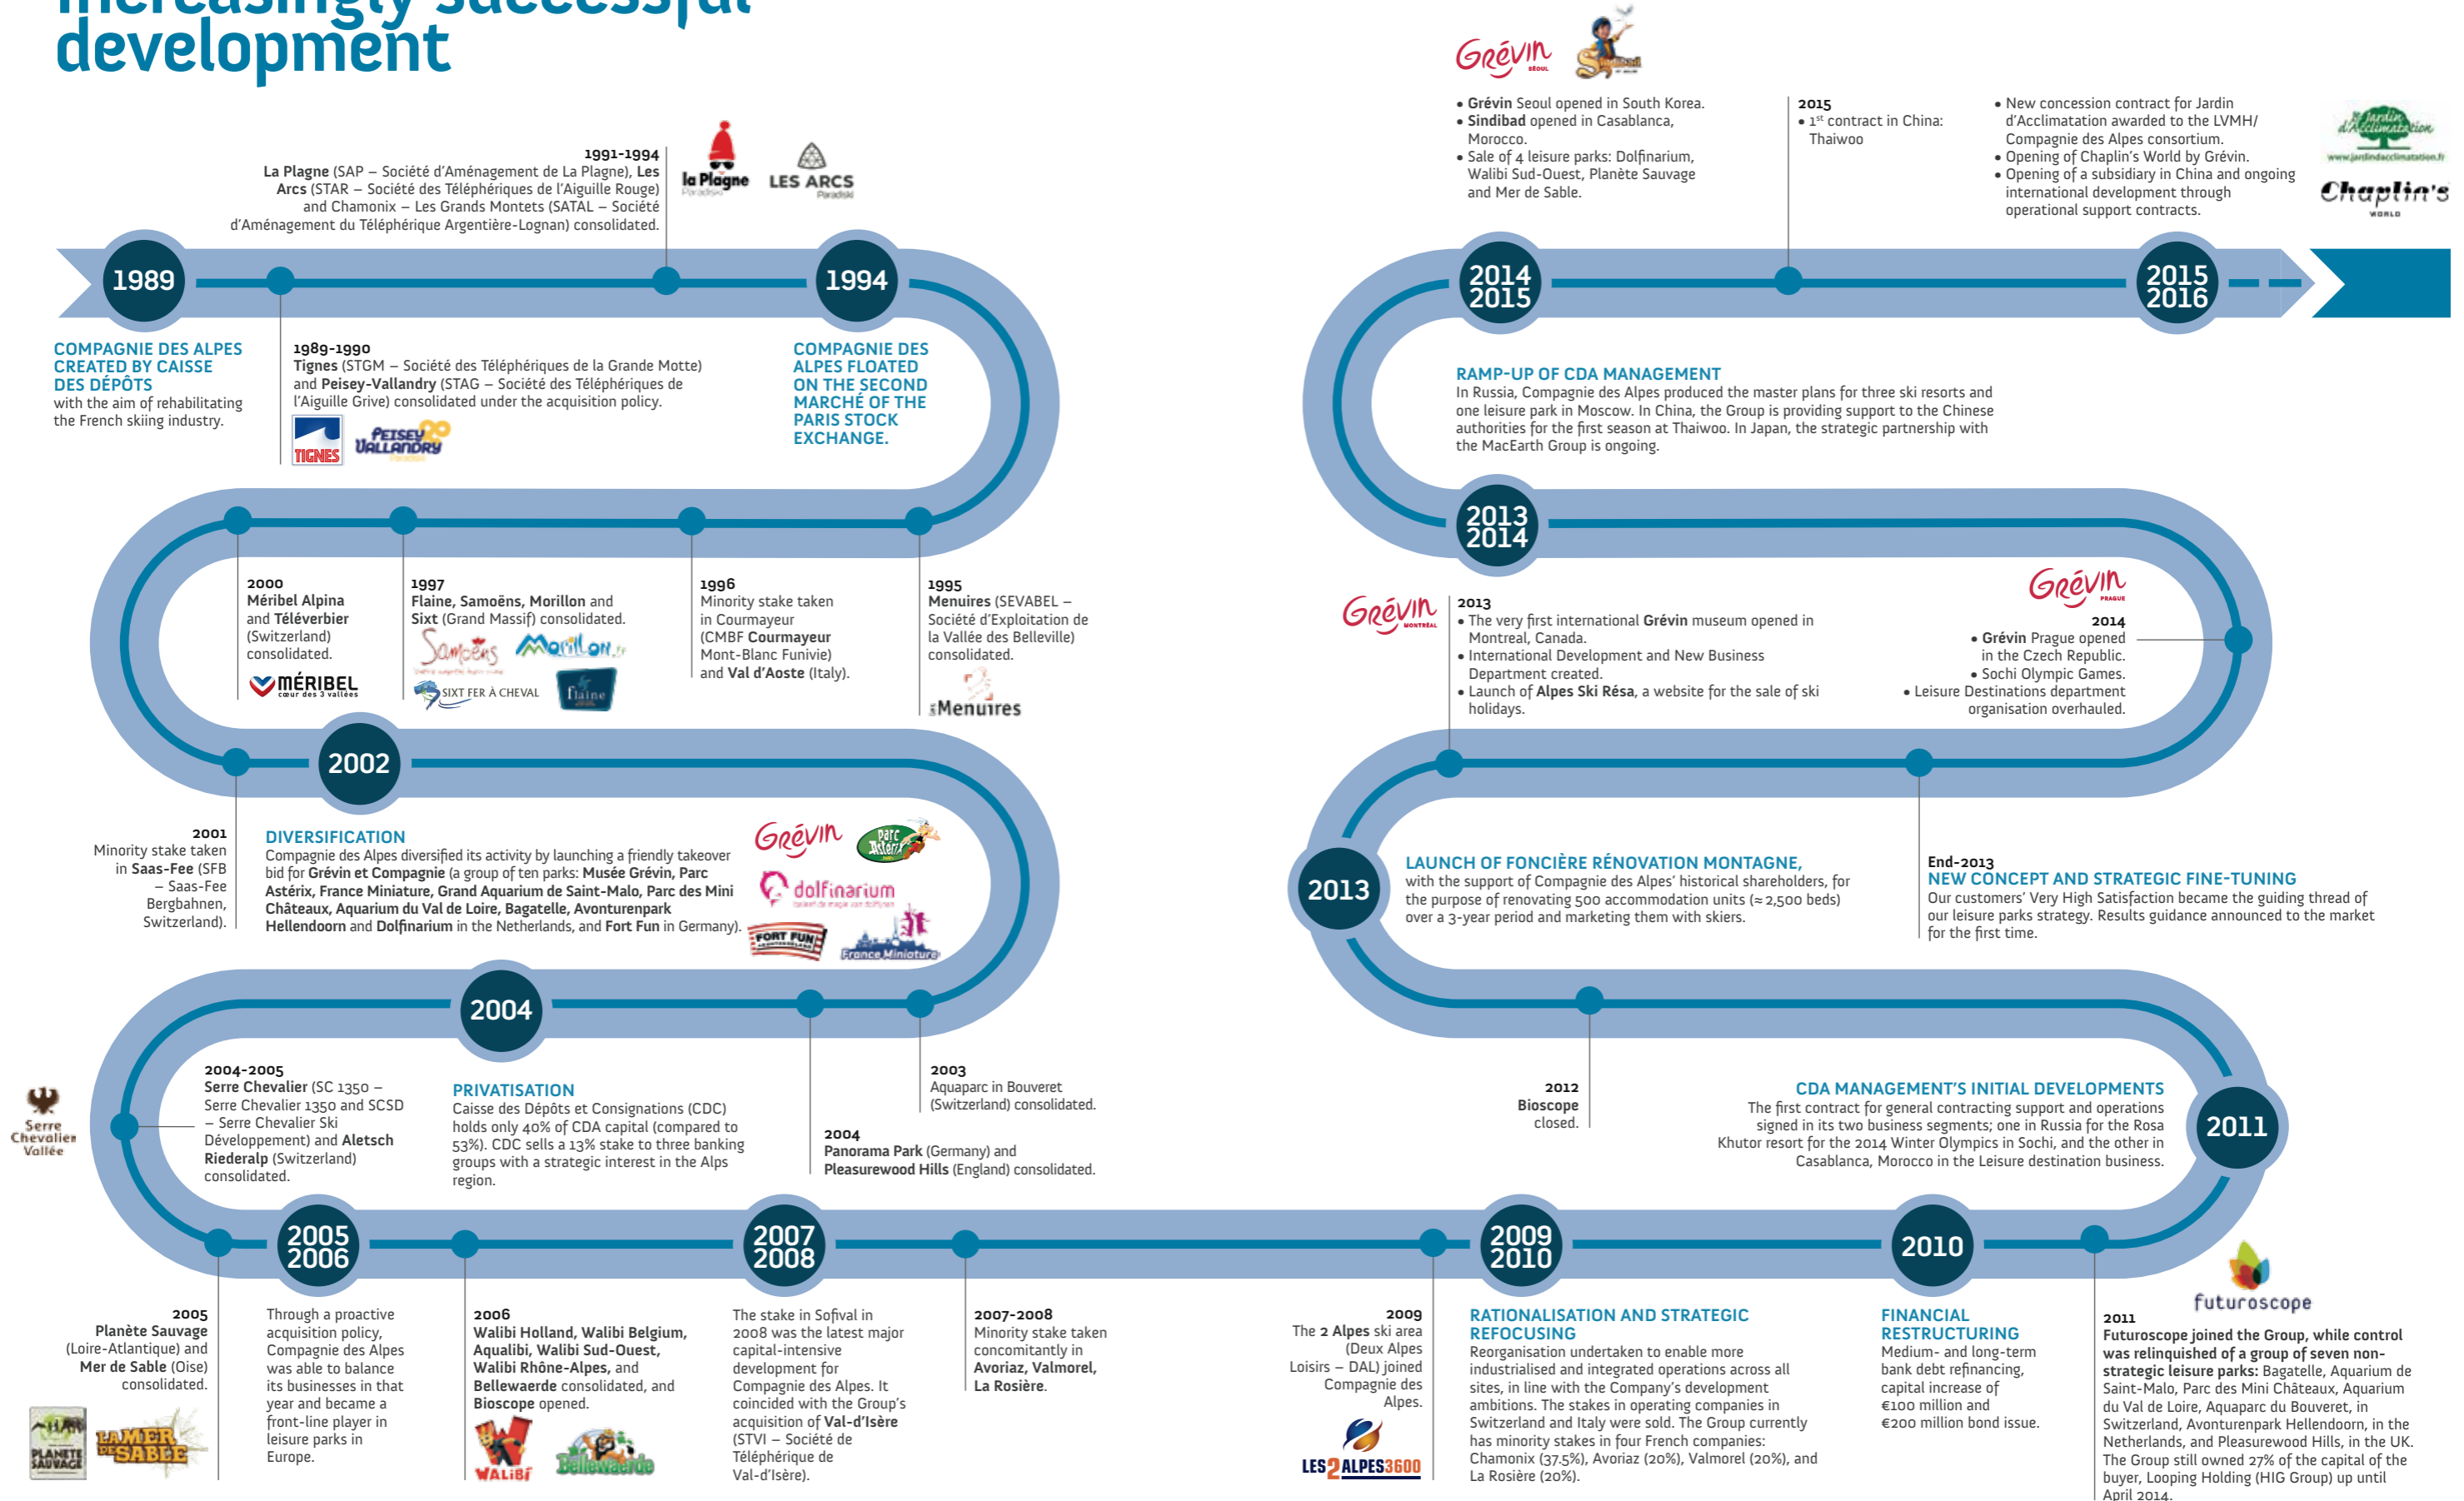 Increasingly successful
development
1991-1994
La Plagne (SAP – Société d'Aménagement de La Plagne), Les
Arcs (STAR – Société des Téléphériques de l'Aiguille Rouge)
and Chamonix – Les Grands Montets (SATAL – Société
d'Aménagement du Téléphérique Argentière-Lognan) consolidated.
la Plagne
Paradiski
LES ARCS
Paradiski
1989
1994
COMPAGNIE DES ALPES
CREATED BY CAISSE
DES DÉPÔTS
with the aim of rehabilitating
the French skiing industry.
1989-1990
Tignes (STGM – Société des Téléphériques de la Grande Motte)
and Peisey-Vallandry (STAG – Société des Téléphériques de
l'Aiguille Grive) consolidated under the acquisition policy.
TIGNES
PEISEY
VALLANDRY
COMPAGNIE DES
ALPES FLOATED
ON THE SECOND
MARCHÉ OF THE
PARIS STOCK
EXCHANGE.
2000
Méribel Alpina
and Téléverbier
(Switzerland)
consolidated.
MÉRIBEL
cœur des 3 vallées
1997
Flaine, Samoëns, Morillon and
Sixt (Grand Massif) consolidated.
Samoëns
Morillon.fr
SIXT FER À CHEVAL
flaine
1996
Minority stake taken
in Courmayeur
(CMBF Courmayeur
Mont-Blanc Funivie)
and Val d'Aoste (Italy).
1995
Menuires (SEVABEL –
Société d'Exploitation de
la Vallée des Belleville)
consolidated.
Les Menuires
2002
2001
Minority stake taken
in Saas-Fee (SFB
– Saas-Fee
Bergbahnen,
Switzerland).
DIVERSIFICATION
Compagnie des Alpes diversified its activity by launching a friendly takeover
bid for Grévin et Compagnie (a group of ten parks: Musée Grévin, Parc
Astérix, France Miniature, Grand Aquarium de Saint-Malo, Parc des Mini
Châteaux, Aquarium du Val de Loire, Bagatelle, Avonturenpark
Hellendoorn and Dolfinarium in the Netherlands, and Fort Fun in Germany).
GRévIN
Parc
Astérix
dolfinarium
FORT FUN
France Miniature
2004
Serre
Chevalier
Vallée
2004-2005
Serre Chevalier (SC 1350 –
Serre Chevalier 1350 and SCSD
– Serre Chevalier Ski
Développement) and Aletsch
Riederalp (Switzerland)
consolidated.
PRIVATISATION
Caisse des Dépôts et Consignations (CDC)
holds only 40% of CDA capital (compared to
53%). CDC sells a 13% stake to three banking
groups with a strategic interest in the Alps
region.
2004
Panorama Park (Germany) and
Pleasurewood Hills (England) consolidated.
2003
Aquaparc in Bouveret
(Switzerland) consolidated.
2005
2006
2007
2008
2005
Planète Sauvage
(Loire-Atlantique) and
Mer de Sable (Oise)
consolidated.
PLANETE
SAUVAGE
LA MER
DE SABLE
Through a proactive
acquisition policy,
Compagnie des Alpes
was able to balance
its businesses in that
year and became a
front-line player in
leisure parks in
Europe.
2006
Walibi Holland, Walibi Belgium,
Aqualibi, Walibi Sud-Ouest,
Walibi Rhône-Alpes, and
Bellewaerde consolidated, and
Bioscope opened.
WALiBi
Bellewaerde
The stake in Sofival in
2008 was the latest major
capital-intensive
development for
Compagnie des Alpes. It
coincided with the Group's
acquisition of Val-d'Isère
(STVI – Société de
Téléphérique de
Val-d'Isère).
2007-2008
Minority stake taken
concomitantly in
Avoriaz, Valmorel,
La Rosière.
2009
The 2 Alpes ski area
(Deux Alpes
Loisirs – DAL) joined
Compagnie des
Alpes.
LES2ALPES3600
2009
2010
RATIONALISATION AND STRATEGIC
REFOCUSING
Reorganisation undertaken to enable more
industrialised and integrated operations across all
sites, in line with the Company's development
ambitions. The stakes in operating companies in
Switzerland and Italy were sold. The Group currently
has minority stakes in four French companies:
Chamonix (37.5%), Avoriaz (20%), Valmorel (20%), and
La Rosière (20%).
2010
FINANCIAL
RESTRUCTURING
Medium- and long-term
bank debt refinancing,
capital increase of
€100 million and
€200 million bond issue.
futuroscope
2011
Futuroscope joined the Group, while control
was relinquished of a group of seven non-
strategic leisure parks: Bagatelle, Aquarium de
Saint-Malo, Parc des Mini Châteaux, Aquarium
du Val de Loire, Aquaparc du Bouveret, in
Switzerland, Avonturenpark Hellendoorn, in the
Netherlands, and Pleasurewood Hills, in the UK.
The Group still owned 27% of the capital of the
buyer, Looping Holding (HIG Group) up until
April 2014.
2011
CDA MANAGEMENT'S INITIAL DEVELOPMENTS
The first contract for general contracting support and operations
signed in its two business segments; one in Russia for the Rosa
Khutor resort for the 2014 Winter Olympics in Sochi, and the other in
Casablanca, Morocco in the Leisure destination business.
2012
Bioscope
closed.
2013
LAUNCH OF FONCIÈRE RÉNOVATION MONTAGNE,
with the support of Compagnie des Alpes' historical shareholders, for
the purpose of renovating 500 accommodation units (≈ 2,500 beds)
over a 3-year period and marketing them with skiers.
End-2013
NEW CONCEPT AND STRATEGIC FINE-TUNING
Our customers' Very High Satisfaction became the guiding thread of
our leisure parks strategy. Results guidance announced to the market
for the first time.
GRévIN
MONTRÉAL
2013
• The very first international Grévin museum opened in
Montreal, Canada.
• International Development and New Business
Department created.
• Launch of Alpes Ski Résa, a website for the sale of ski
holidays.
GRévIN
PRAGUE
2014
• Grévin Prague opened
in the Czech Republic.
• Sochi Olympic Games.
• Leisure Destinations department
organisation overhauled.
2013
2014
RAMP-UP OF CDA MANAGEMENT
In Russia, Compagnie des Alpes produced the master plans for three ski resorts and
one leisure park in Moscow. In China, the Group is providing support to the Chinese
authorities for the first season at Thaiwoo. In Japan, the strategic partnership with
the MacEarth Group is ongoing.
2014
2015
GRévIN
SÉOUL
Sindibad
• Grévin Seoul opened in South Korea.
• Sindibad opened in Casablanca,
Morocco.
• Sale of 4 leisure parks: Dolfinarium,
Walibi Sud-Ouest, Planète Sauvage
and Mer de Sable.
2015
• 1st contract in China:
Thaiwoo
2015
2016
• New concession contract for Jardin
d'Acclimatation awarded to the LVMH/
Compagnie des Alpes consortium.
• Opening of Chaplin's World by Grévin.
• Opening of a subsidiary in China and ongoing
international development through
operational support contracts.
le Jardin
d'Acclimatation
www.jardindacclimatation.fr
Chaplin's
WORLD